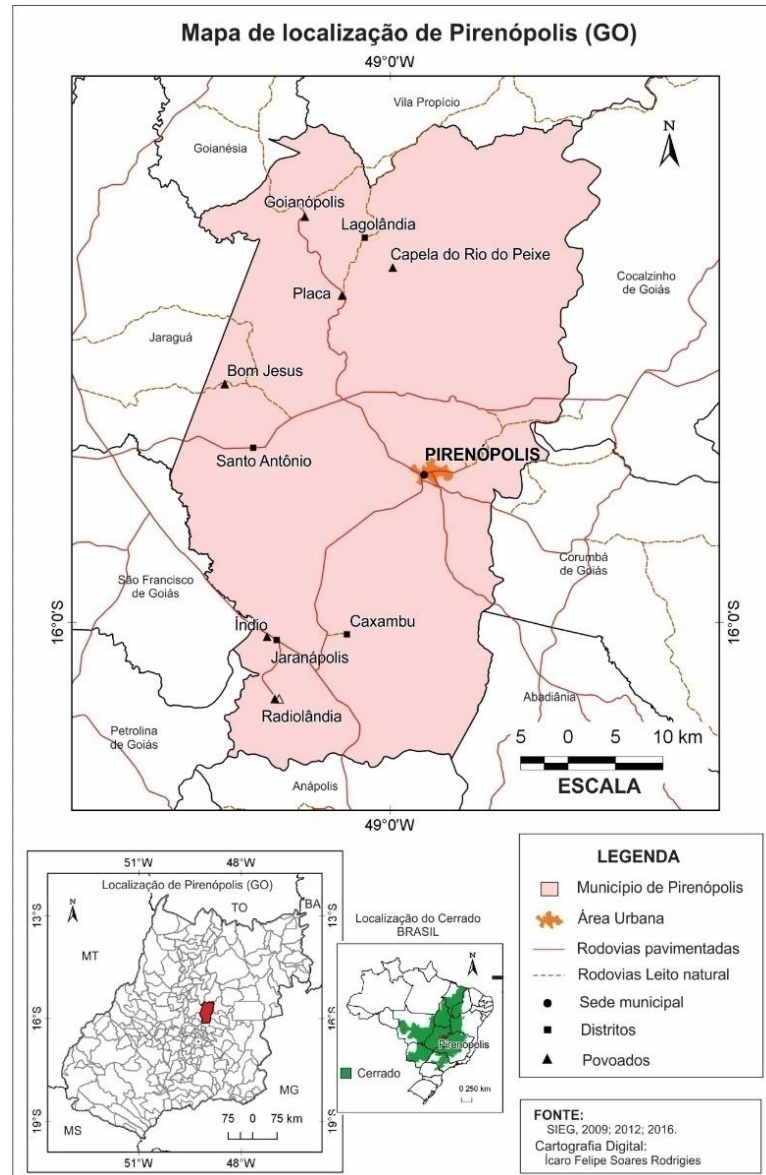 Mapa de localização de Pirenópolis (GO)
49°0'W
Vila Propício
Goianésia
N
Goianópolis
Lagolândia
Capela do Rio do Peixe
Cocalzinho
de Goiás
Placa
Jaraguá
Bom Jesus
PIRENÓPOLIS
Santo Antônio
Corumbá
de Goiás
São Francisco
de Goiás
16°0'S
Índio
Caxambu
16°0'S
Jaranápolis
Abadiânia
Radiolândia
Petrolina
de Goiás
5 0 5 10 km
ESCALA
Anápolis
49°0'W
51°W 48°W
Localização de Pirenópolis (GO)
N
TO
BA
13°S
MT
16°S
MG
19°S
MS
75 0 75 km
51°W 48°W
13°S
16°S
19°S
Localização do Cerrado
BRASIL
N
Pirenópolis
Cerrado
0 250 km
LEGENDA
Município de Pirenópolis
Área Urbana
Rodovias pavimentadas
Rodovias Leito natural
Sede municipal
Distritos
Povoados
FONTE:
SIEG, 2009; 2012; 2016.
Cartografia Digital:
Ícaro Felipe Soares Rodrigies